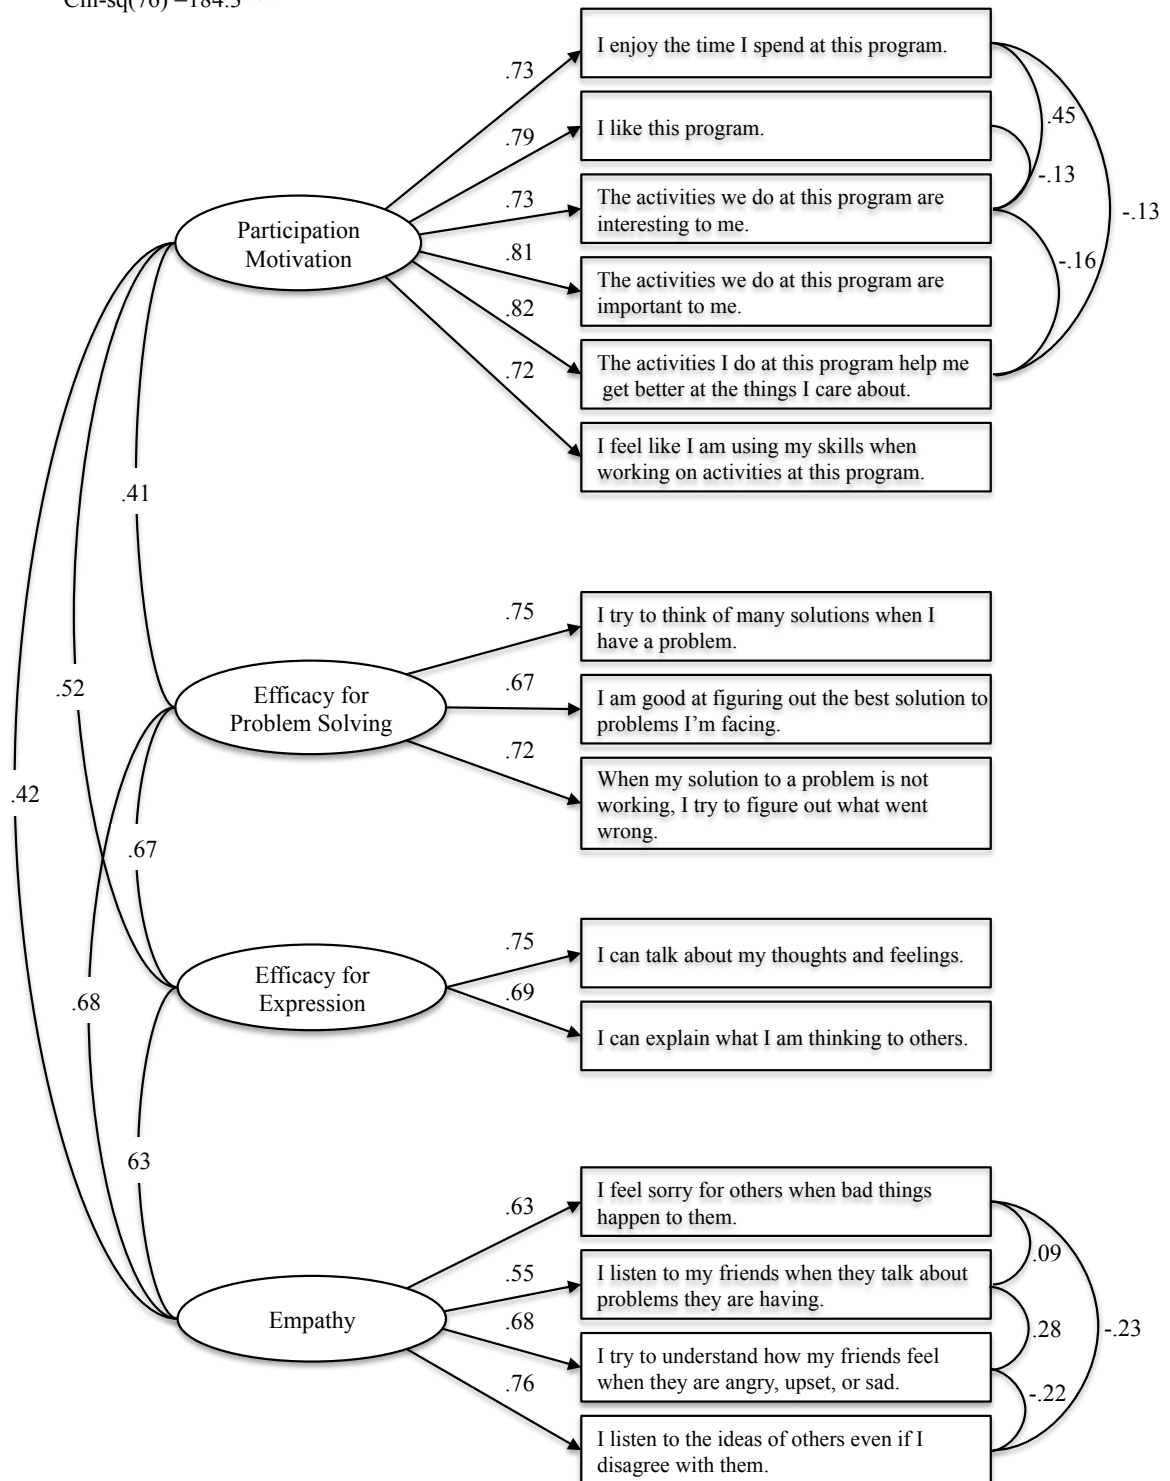 .73
I enjoy the time I spend at this program.
.79
I like this program.
.45
-.13
.73
The activities we do at this program are
interesting to me.
-.13
Participation
Motivation
.81
The activities we do at this program are
important to me.
-.16
.82
The activities I do at this program help me
get better at the things I care about.
.72
I feel like I am using my skills when
working on activities at this program.
.41
.52
.42
.75
I try to think of many solutions when I
have a problem.
Efficacy for
Problem Solving
.67
I am good at figuring out the best solution to
problems I’m facing.
.72
When my solution to a problem is not
working, I try to figure out what went
wrong.
.67
.68
Efficacy for
Expression
.75
I can talk about my thoughts and feelings.
.69
I can explain what I am thinking to others.
63
.63
I feel sorry for others when bad things
happen to them.
.09
Empathy
.55
I listen to my friends when they talk about
problems they are having.
.28
-.23
.68
I try to understand how my friends feel
when they are angry, upset, or sad.
-.22
.76
I listen to the ideas of others even if I
disagree with them.